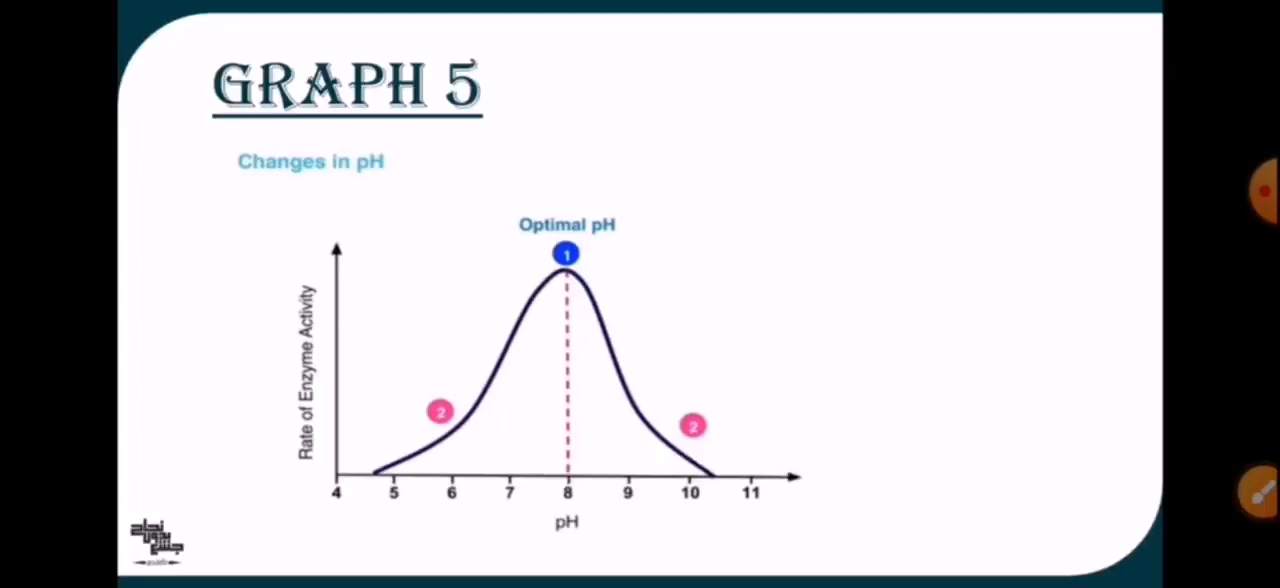 GRAPH 5
Changes in pH
Optimal pH
1
Rate of Enzyme Activity
2
2
4 5 6 7 8 9 10 11
pH